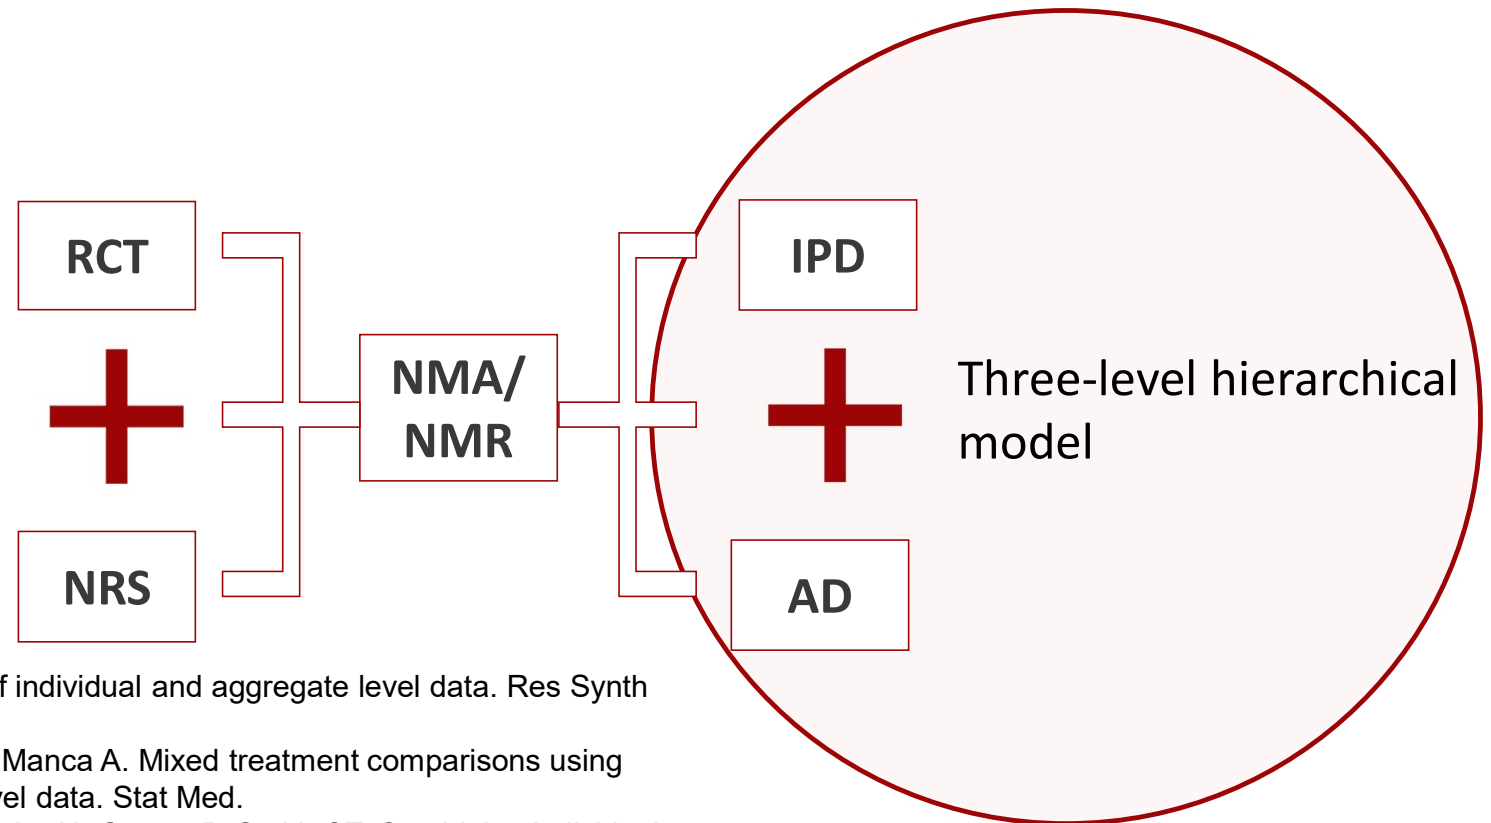 RCT
NRS
NMA/
NMR
IPD
AD
Three-level hierarchical
model
individual and aggregate level data. Res Synth
Manca A. Mixed treatment comparisons using
data. Stat Med.